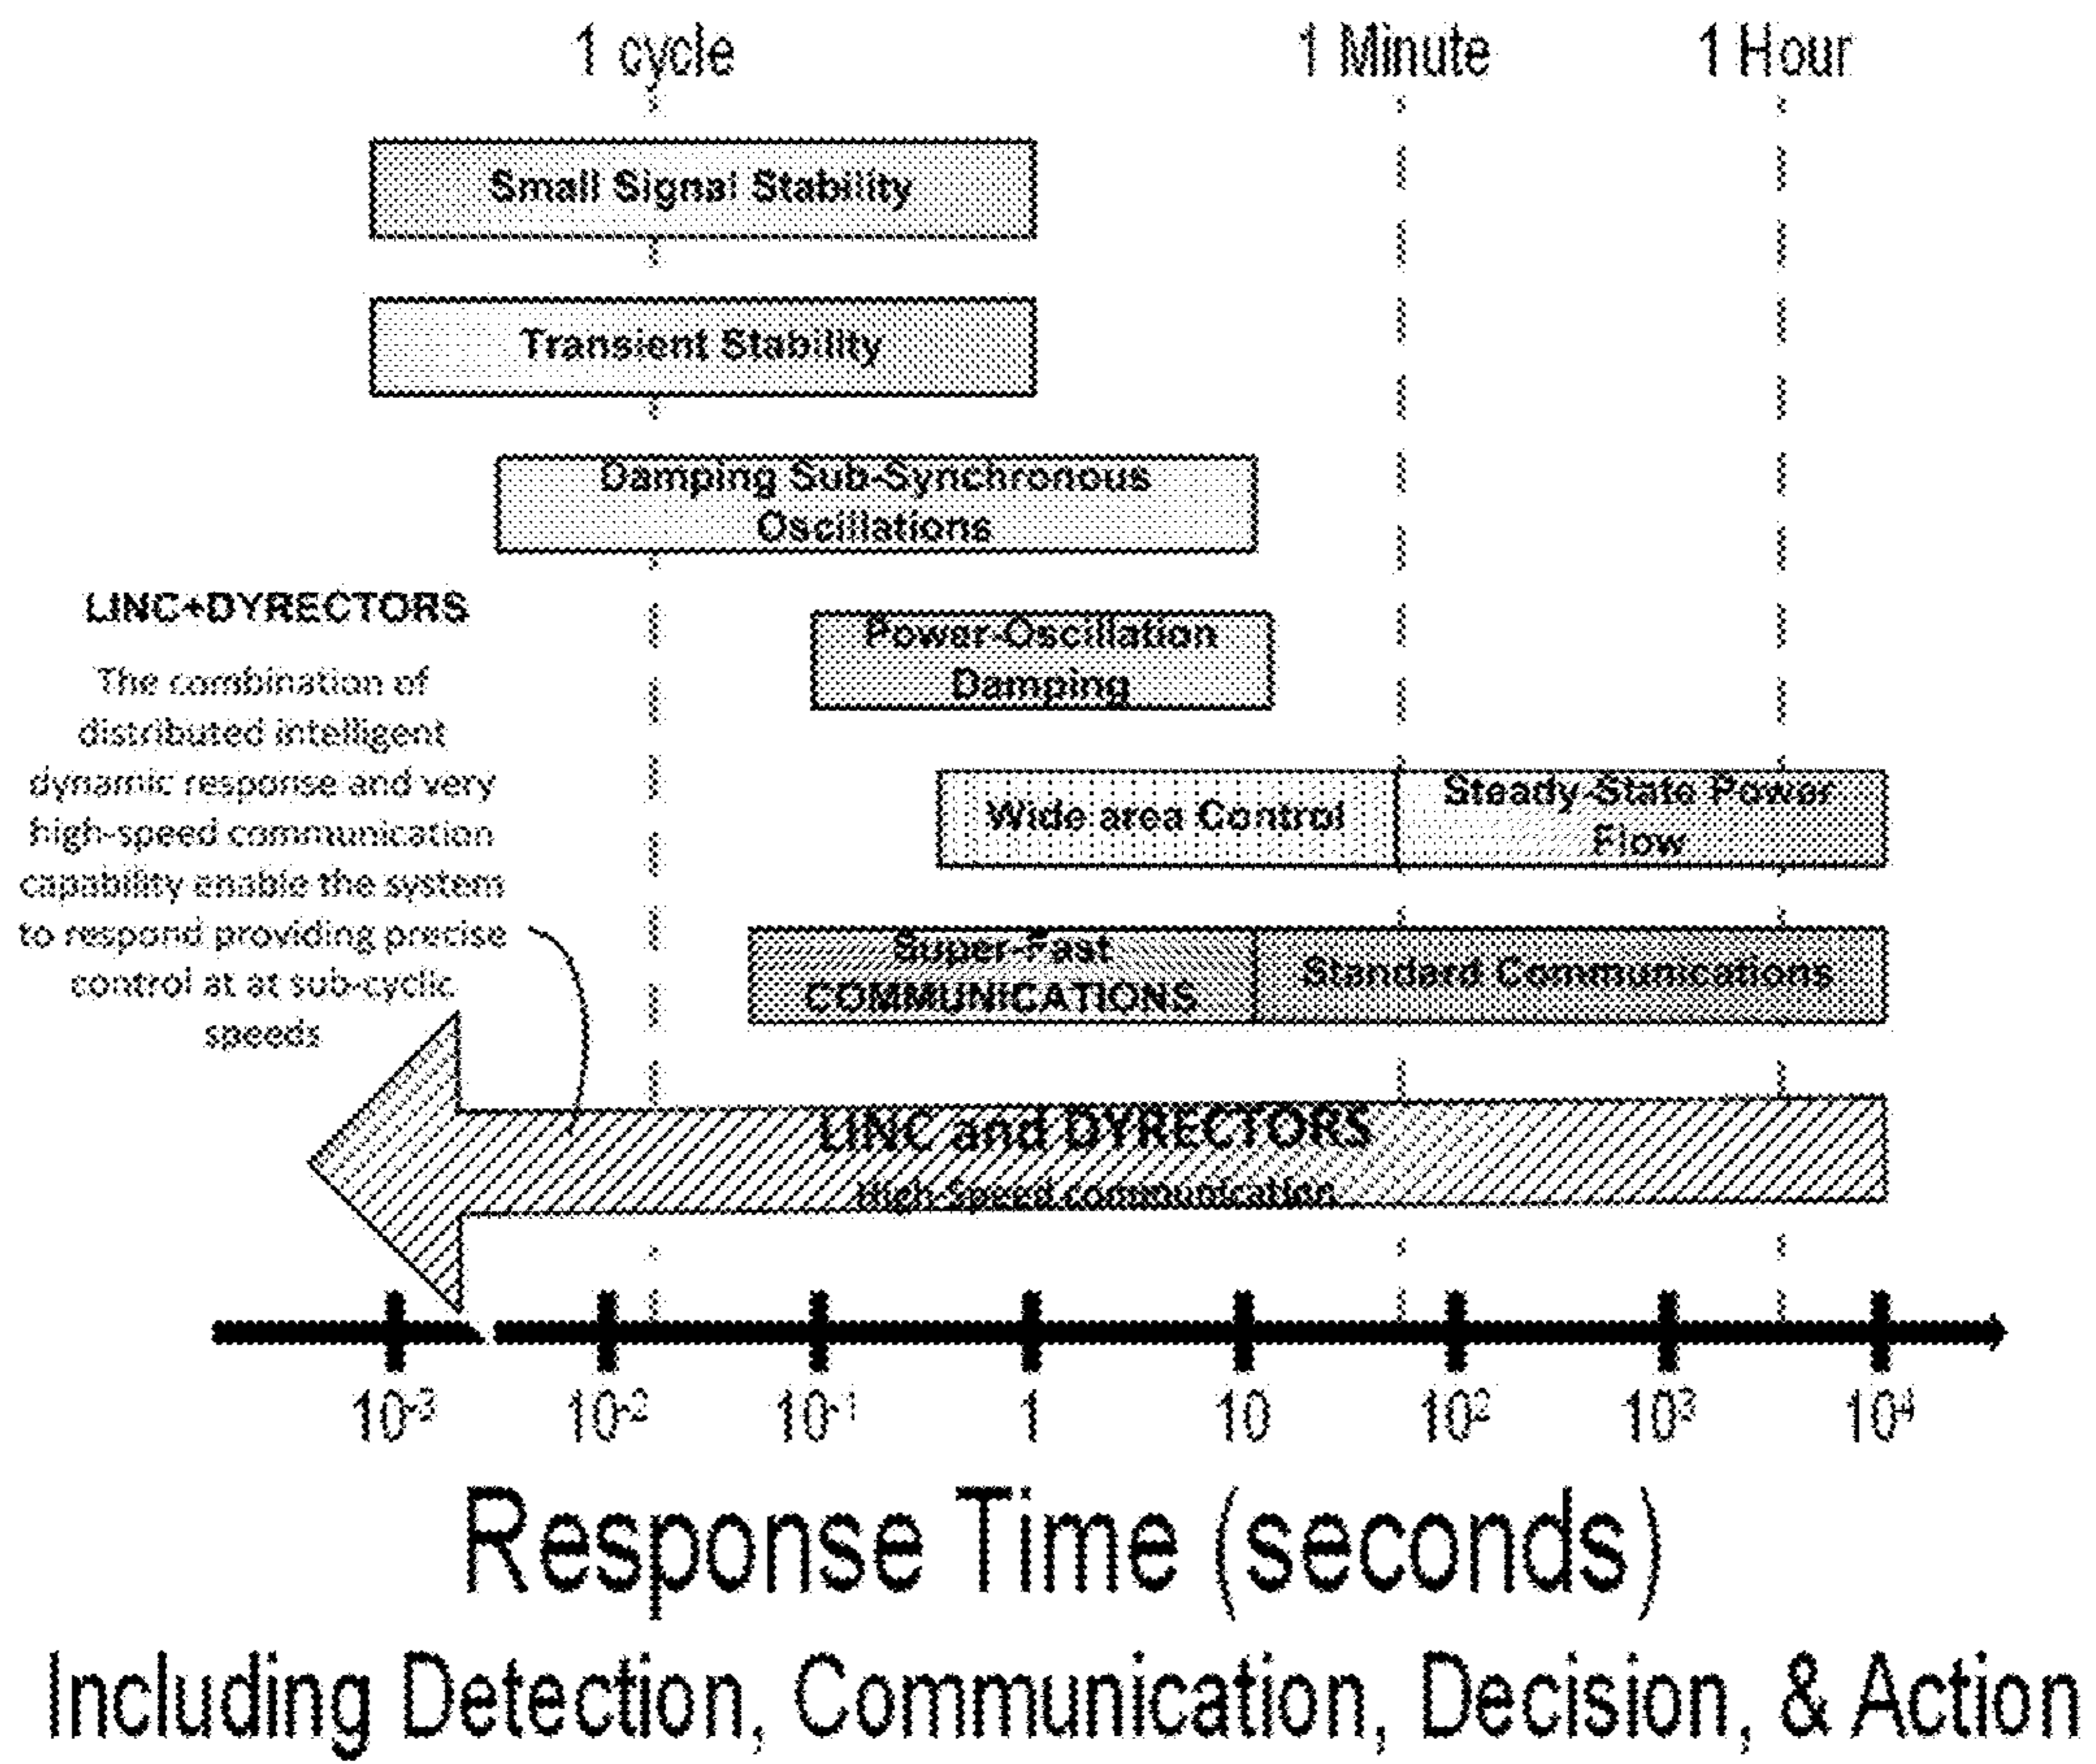 1 cycle
1 Minute
1 Hour
Small Signal Stability
Transient Stability
Damping Sub-Synchronous
Oscillations
LINC+DYRECTORS
The combination of
distributed intelligent
dynamic response and very
high-speed communication
capability enable the system
to respond providing precise
control at at sub-cyclic
speeds
Power-Oscillation
Damping
Wide area Control
Steady-State Power
Flow
Super-Fast
COMMUNICATIONS
Standard Communications
LINC and DYRECTORS
High-Speed communication
10-3
10-2
10-1
1
10
10²
10³
10⁴
Response Time (seconds)
Including Detection, Communication, Decision, & Action